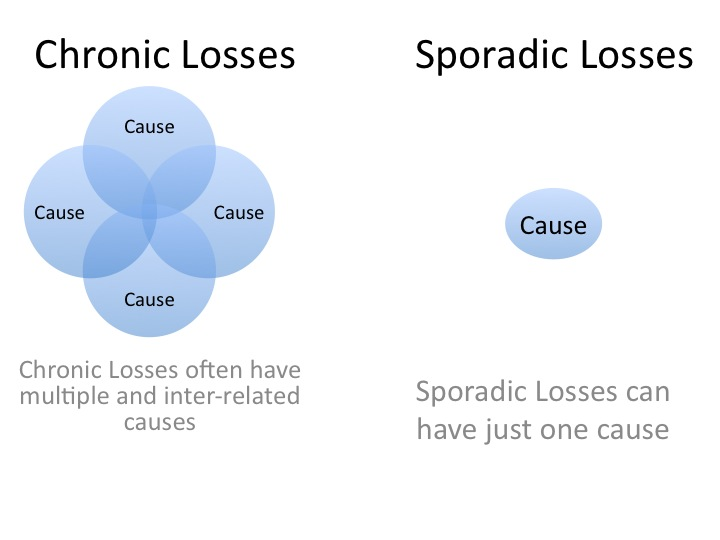 Chronic Losses
Cause
Cause
Cause
Cause
Chronic Losses often have
multiple and inter-related
causes
Sporadic Losses
Cause
Sporadic Losses can
have just one cause